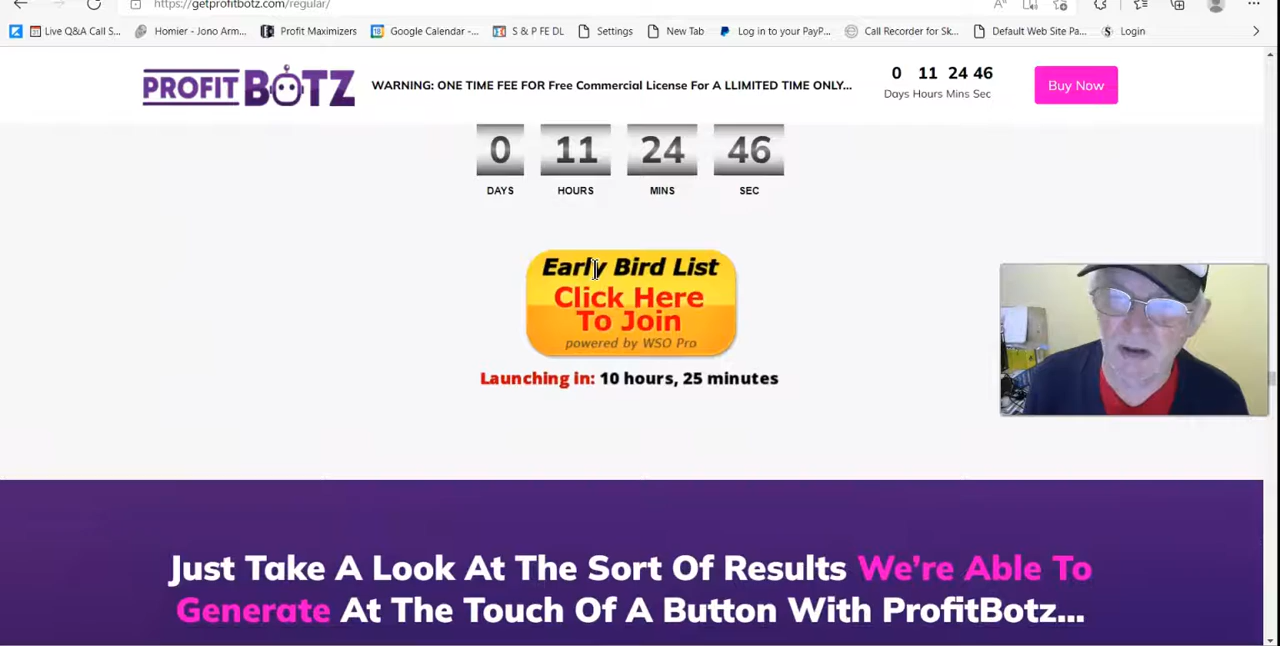 https://getprofitbotz.com/regular/
Live Q&A Call S...
Homier - Jono Arm...
Profit Maximizers
Google Calendar -...
S & P FE DL
Settings
New Tab
Log in to your PayP...
Call Recorder for Sk...
Default Web Site Pa...
Login
PROFIT BOTZ
WARNING: ONE TIME FEE FOR Free Commercial License For A LLIMITED TIME ONLY...
0 11 24 46
Days Hours Mins Sec
Buy Now
0 11 24 46
DAYS HOURS MINS SEC
Early Bird List
Click Here
To Join
powered by WSO Pro
Launching in: 10 hours, 25 minutes
Just Take A Look At The Sort Of Results We're Able To
Generate At The Touch Of A Button With ProfitBotz...